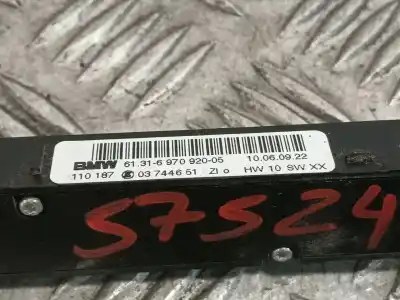 BMW 61.31-6 970 920-05 10.06.09.22
110 187 03 7446 51 ZI o HW 10 SW XX
S7S24